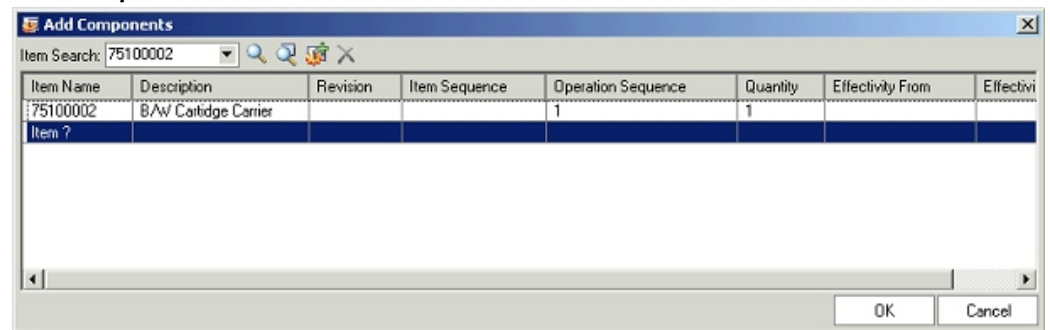 Add Components
Item Search: 75100002
Item Name Description Revision Item Sequence Operation Sequence Quantity Effectivity From Effectivi
75100002 B/W Cartidge Carrier 1 1
Item ?
OK Cancel